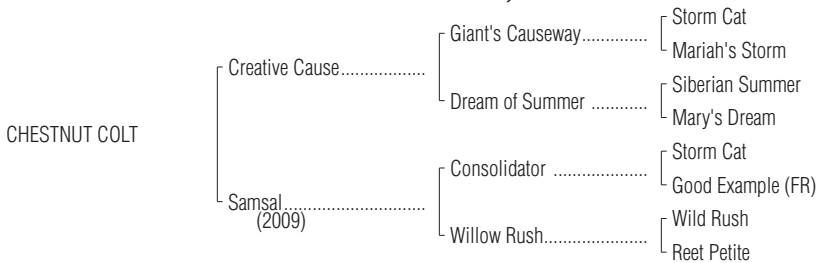 Storm Cat
Giant's Causeway..............
Mariah's Storm
Creative Cause..................
Siberian Summer
Dream of Summer ............
Mary's Dream
CHESTNUT COLT
Storm Cat
Consolidator ....................
Good Example (FR)
Samsal..............................
(2009)
Wild Rush
Willow Rush......................
Reet Petite